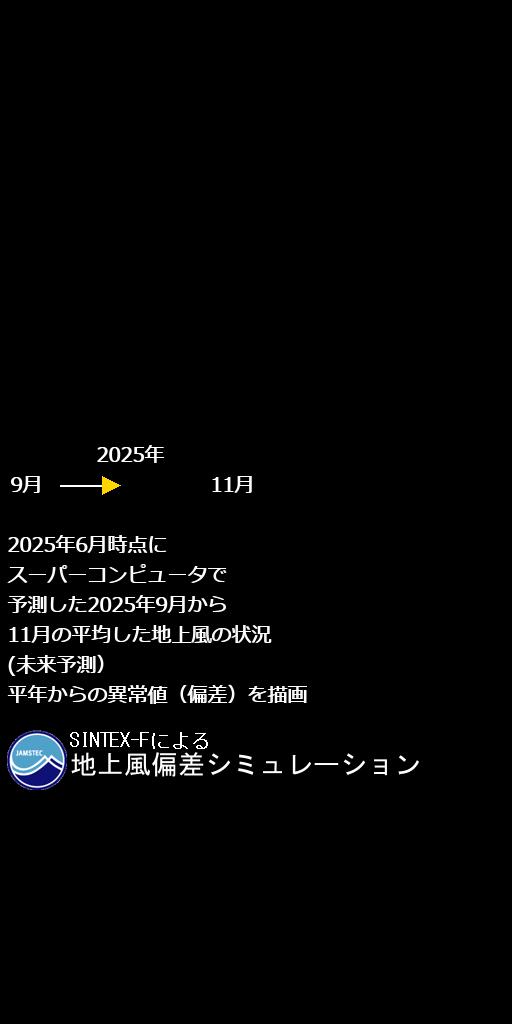 2025年
9月 11月
2025年6月時点に
スーパーコンピュータで
予測した2025年9月から
11月の平均した地上風の状況
(未来予測)
平年からの異常値（偏差）を描画
JAMSTEC
SINTEX-Fによる
地上風偏差シミュレーション